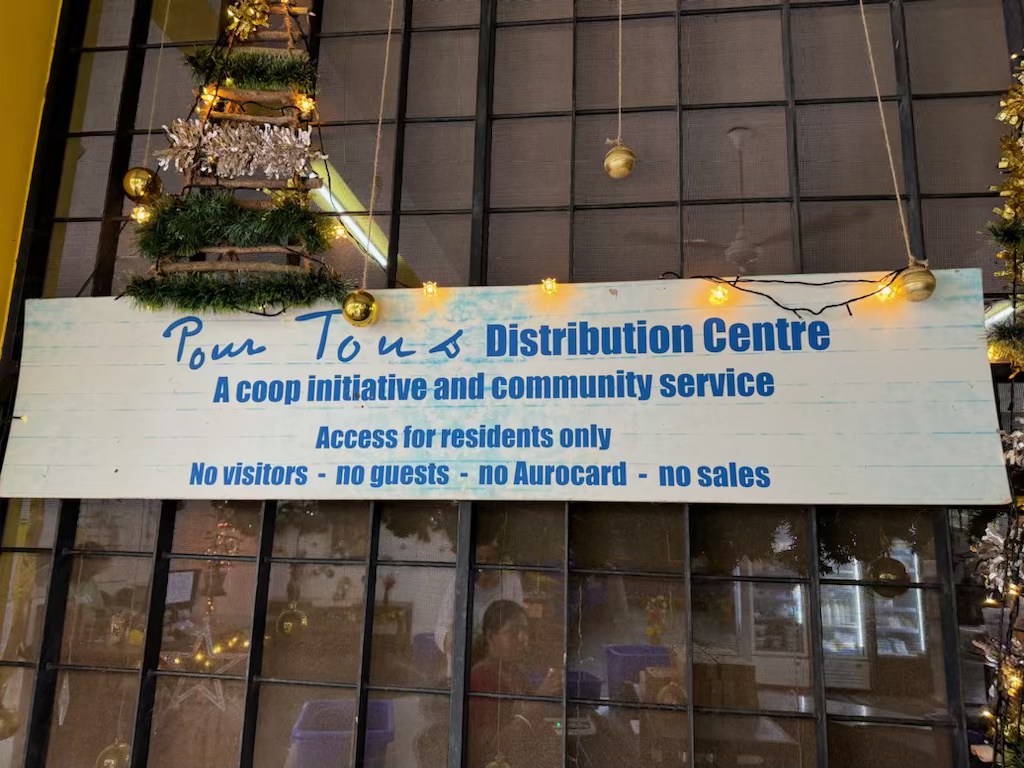 Pour Tous Distribution Centre
A coop initiative and community service
Access for residents only
No visitors - no guests - no Aurocard - no sales